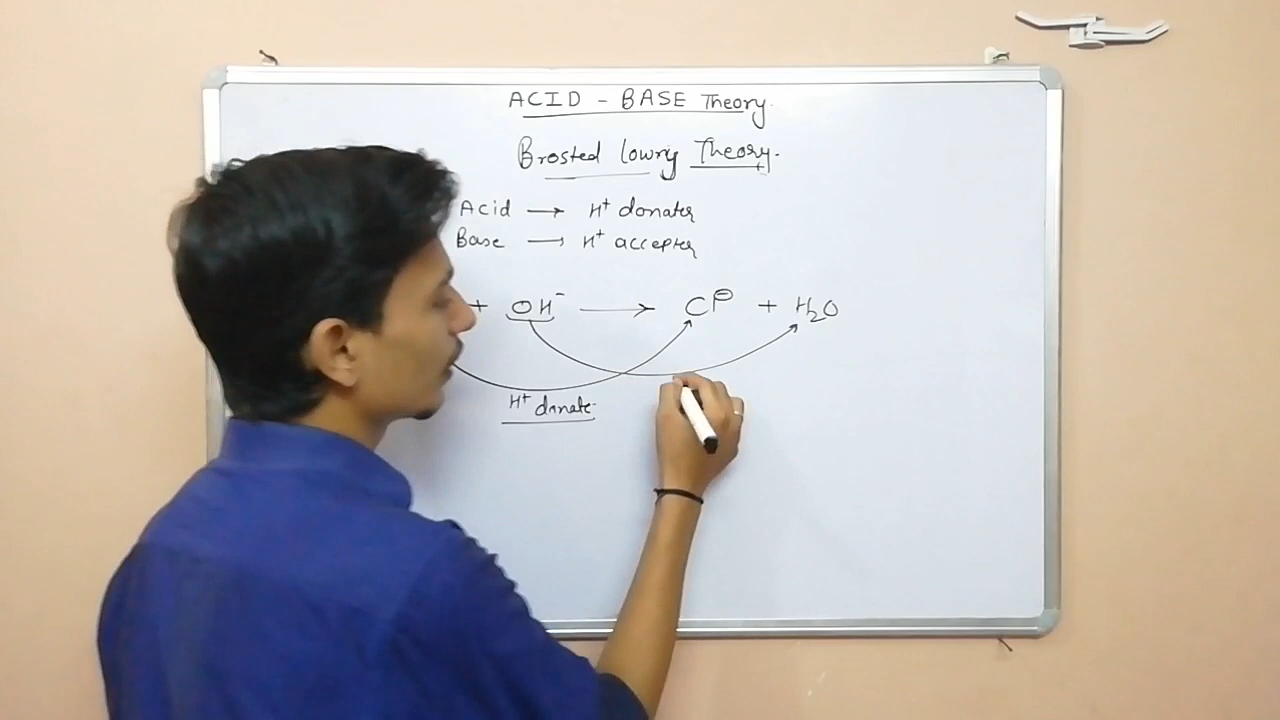 ACID - BASE Theory.
Brosted lowry Theory.
Acid → H⁺ donater
Base → H⁺ accepter
+ OH⁻ → Cl⊖ + H₂O
H⁺ donate